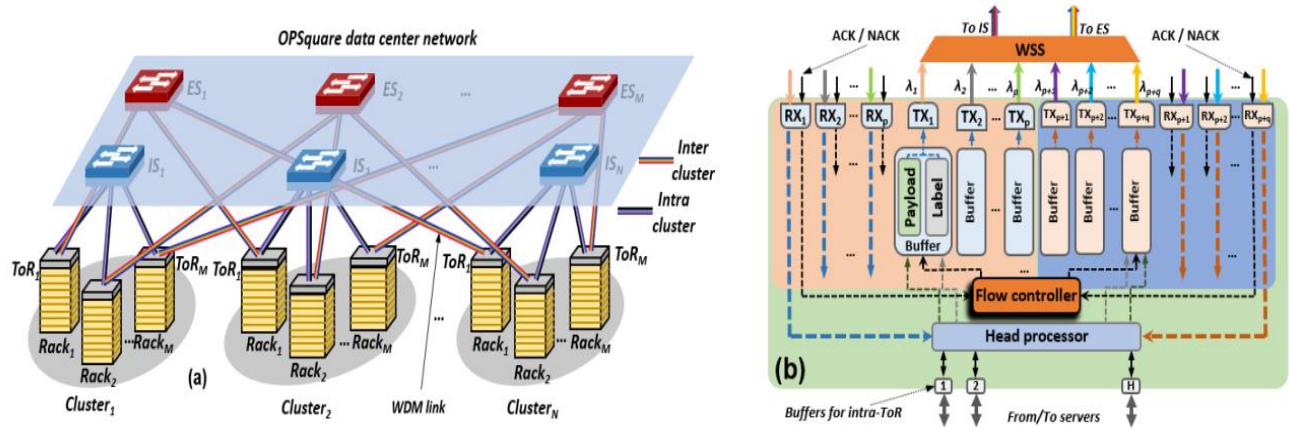 OPSquare data center network
ES1
ES2
...
ESM
IS1
IS2
...
ISN
Inter cluster
Intra cluster
ToR1
ToRM
ToR1
ToRM
ToR1
ToRM
Rack1
...RackM
Rack2
Cluster1
Rack1
...RackM
Rack2
Cluster2
...
Rack1
...RackM
Rack2
ClusterN
(a)
WDM link
To IS
To ES
ACK / NACK
WSS
ACK / NACK
λ1 λ2 ... λp λp+1 λp+2 ... λp+q
RX1 RX2 ... RXp TX1 TX2 ... TXp TXp+1 TXp+2 ... TXp+q RXp+1 RXp+2 ... RXp+q
Payload
Label
Buffer
Buffer
...
Buffer
Buffer
Buffer
...
Buffer
...
...
...
...
...
Flow controller
Head processor
(b)
1 2 H
Buffers for intra-ToR
From/To servers